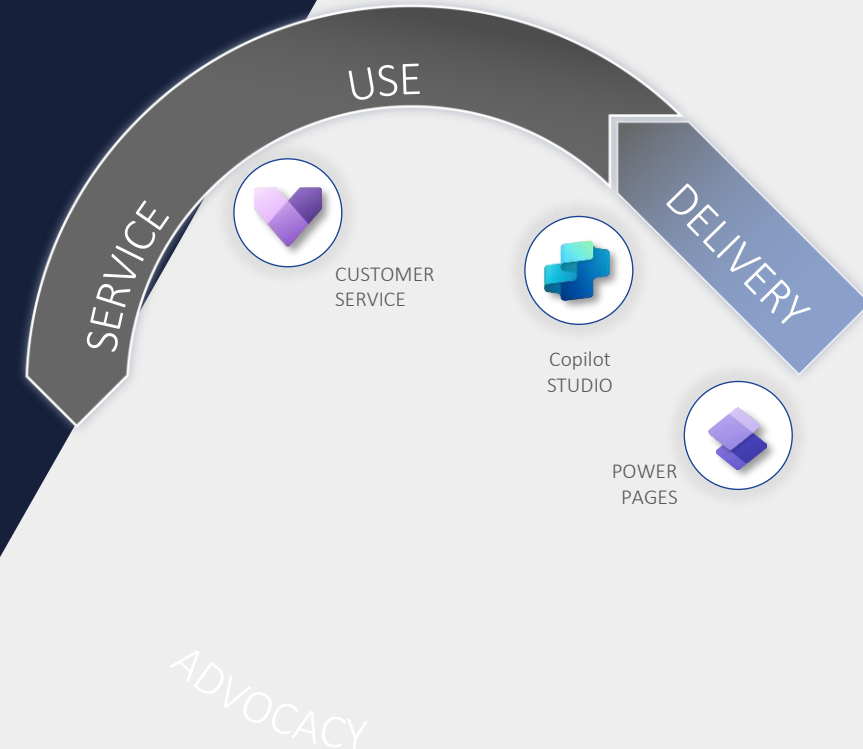 USE
SERVICE
DELIVERY
CUSTOMER
SERVICE
Copilot
STUDIO
POWER
PAGES
ADVOCACY